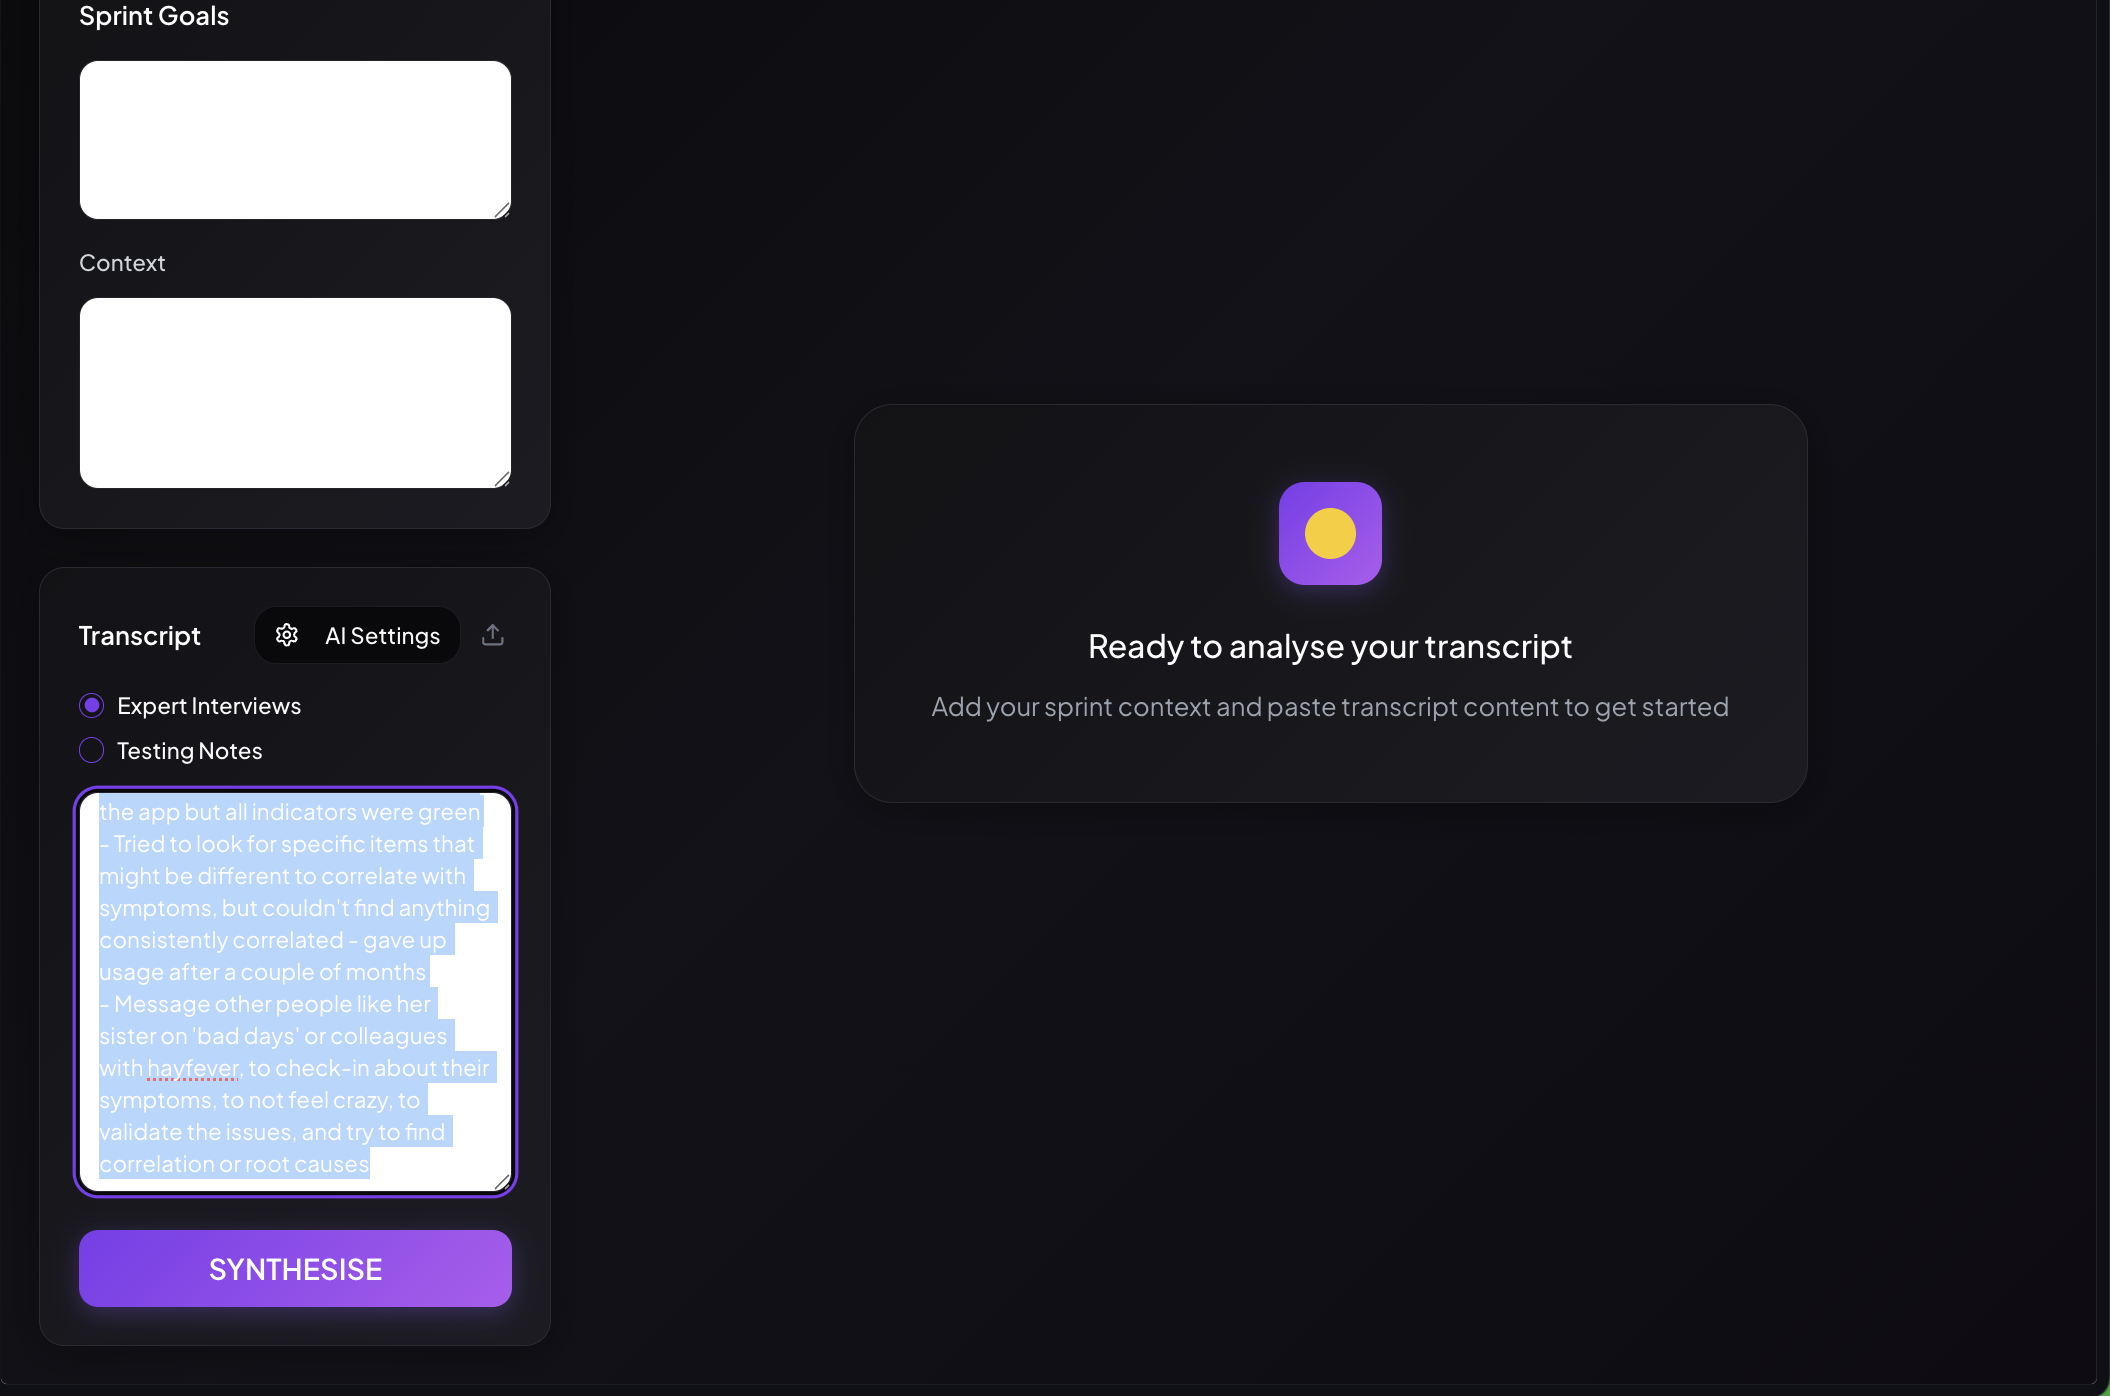 Sprint Goals
Context
Transcript
AI Settings
Expert Interviews
Testing Notes
the app but all indicators were green
- Tried to look for specific items that
might be different to correlate with
symptoms, but couldn't find anything
consistently correlated - gave up
usage after a couple of months
- Message other people like her
sister on 'bad days' or colleagues
with hayfever, to check-in about their
symptoms, to not feel crazy, to
validate the issues, and try to find
correlation or root causes
SYNTHESISE
Ready to analyse your transcript
Add your sprint context and paste transcript content to get started